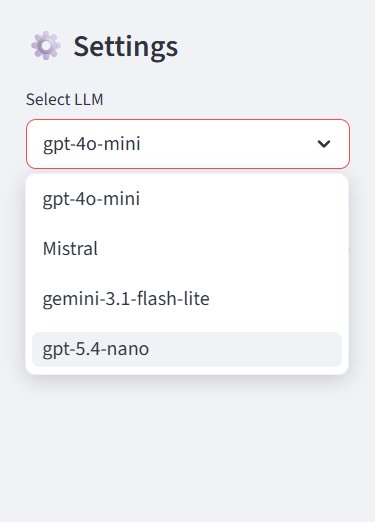 Settings
Select LLM
gpt-4o-mini
gpt-4o-mini
Mistral
gemini-3.1-flash-lite
gpt-5.4-nano